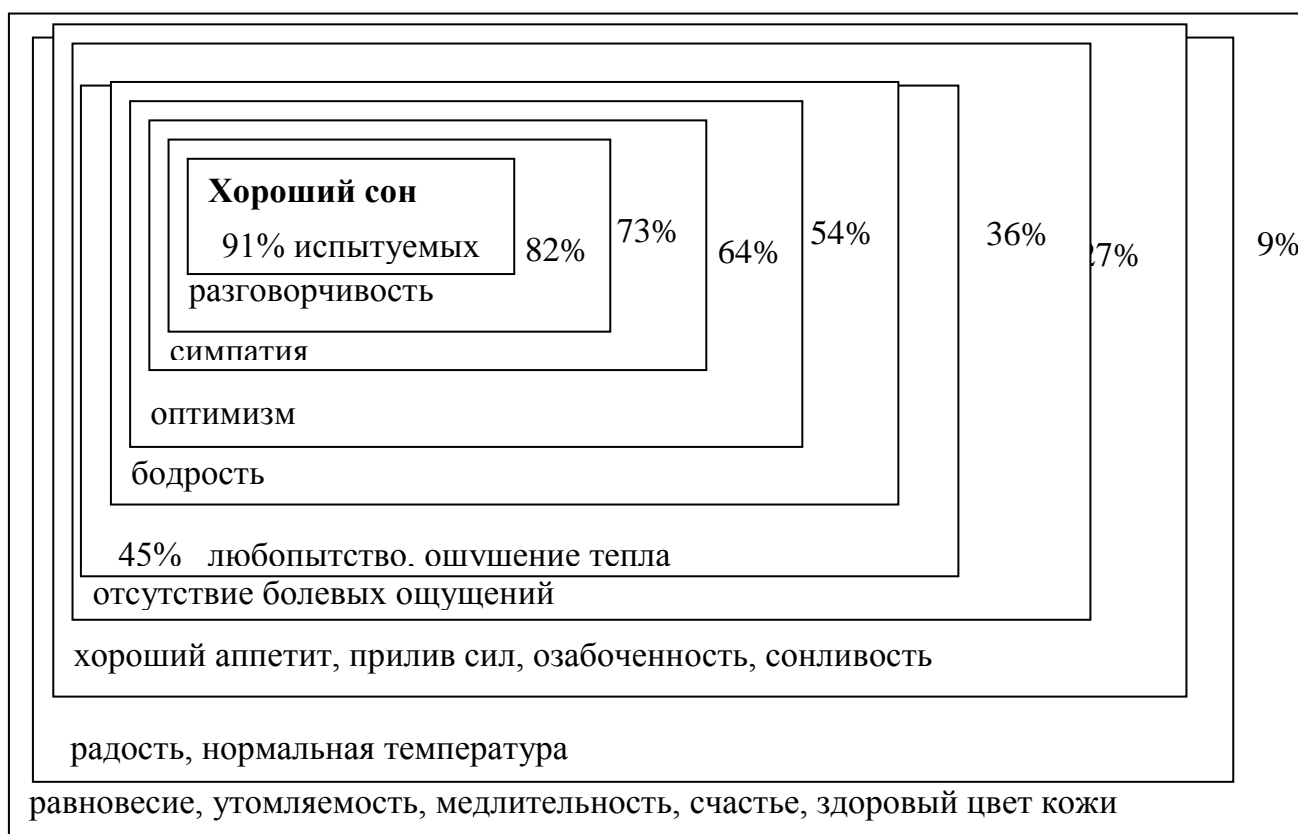 Хороший сон
91% испытуемых
82%
73%
64%
54%
36%
27%
9%
разговорчивость
симпатия
оптимизм
бодрость
45% любопытство, ощущение тепла
отсутствие болевых ощущений
хороший аппетит, прилив сил, озабоченность, сонливость
радость, нормальная температура
равновесие, утомляемость, медлительность, счастье, здоровый цвет кожи